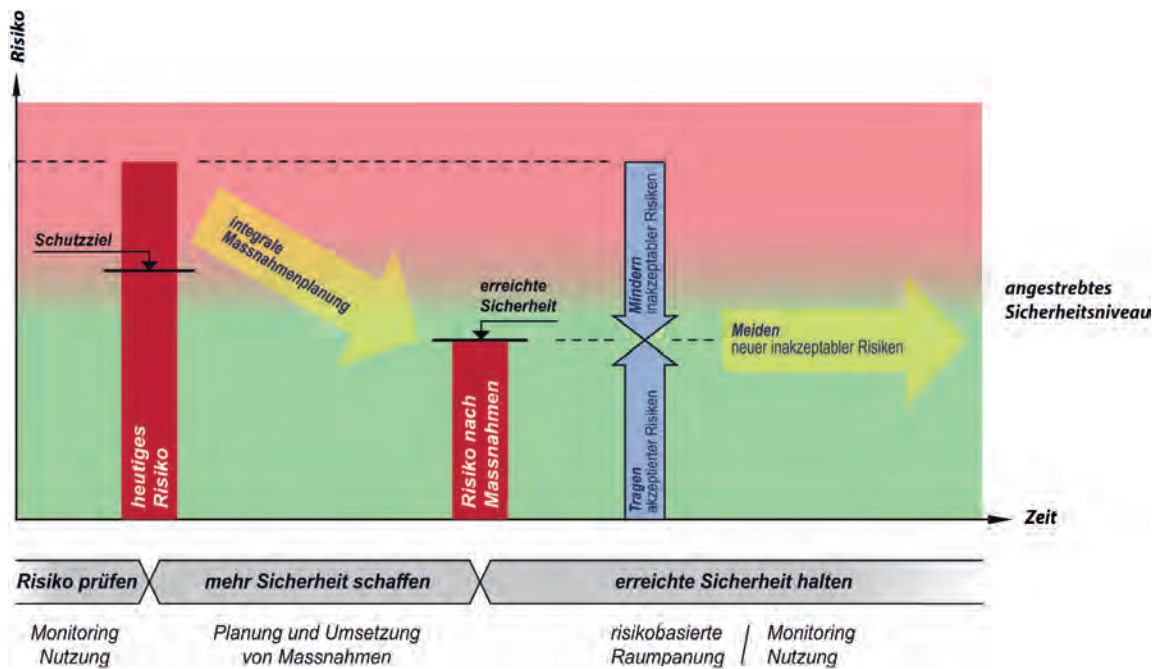 Risiko
Schutzziel
integrale
Massnahmenplanung
erreichte
Sicherheit
Mindern
inakzeptabler Risiken
angestrebtes
Sicherheitsniveau
Meiden
neuer inakzeptabler Risiken
heutiges
Risiko
Risiko nach
Massnahmen
Tragen
akzeptierter Risiken
Zeit
Risiko prüfen
mehr Sicherheit schaffen
erreichte Sicherheit halten
Monitoring
Nutzung
Planung und Umsetzung
von Massnahmen
risikobasierte
Raumpanung
/
Monitoring
Nutzung